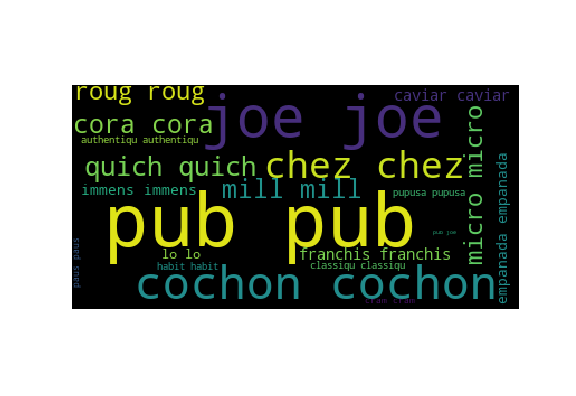 roug roug
joe joe
caviar caviar
cora cora
authentiqu authentiqu
micro micro
quich quich
chez chez
empanada empanada
immens immens
mill mill
pupusa pupusa
pub pub
pub joe
paus paus
lo lo
franchis franchis
habit habit
classiqu classiqu
cochon cochon
cram cram